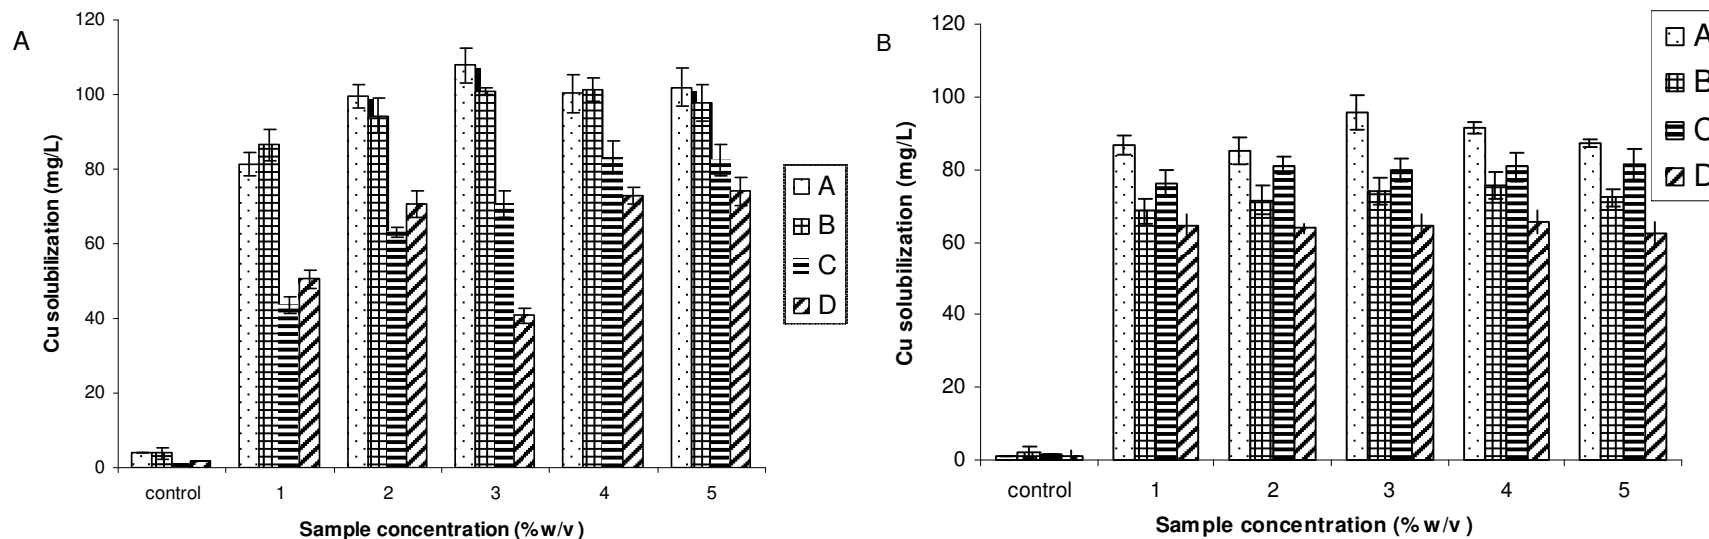 A
Cu solubilization (mg/L)
120
100
80
60
40
20
0
control 1 2 3 4 5
Sample concentration (% w/v)
A
B
C
D
B
Cu solubilization (mg/L)
120
100
80
60
40
20
0
control 1 2 3 4 5
Sample concentration (% w/v)
A
B
C
D